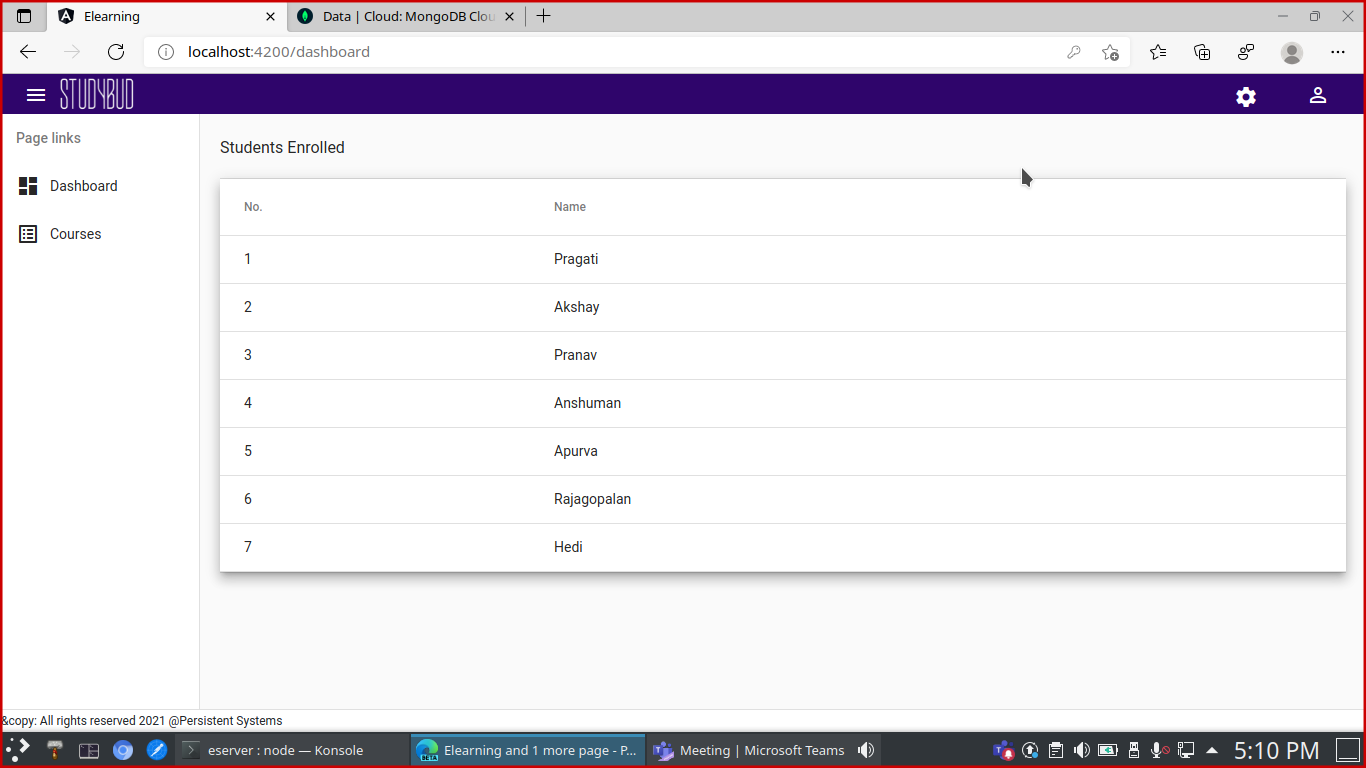 Elearning
Data | Cloud: MongoDB Clou
localhost:4200/dashboard
STUDYBUD
Page links
Dashboard
Courses
Students Enrolled
No. Name
1 Pragati
2 Akshay
3 Pranav
4 Anshuman
5 Apurva
6 Rajagopalan
7 Hedi
&copy: All rights reserved 2021 @Persistent Systems
eserver : node — Konsole
BETA
Elearning and 1 more page - P...
Meeting | Microsoft Teams
5:10 PM